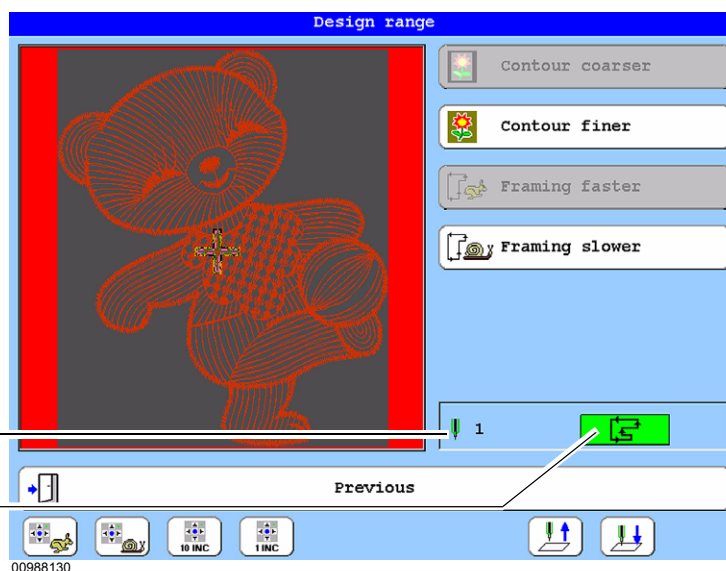 Design range
Contour coarser
Contour finer
Framing faster
Framing slower
1
Previous
10 INC
1 INC
00988130